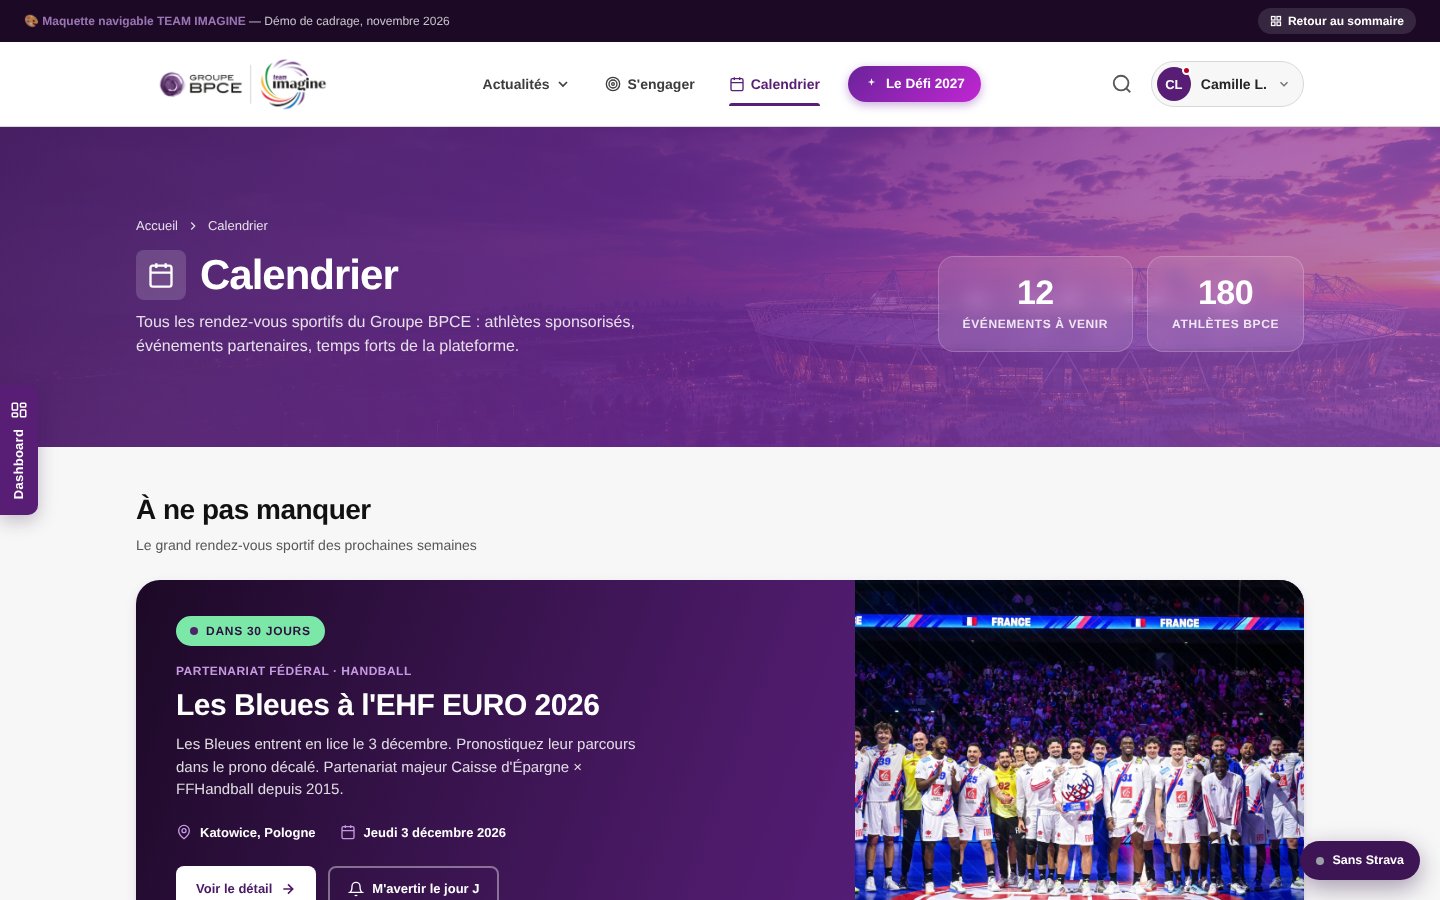 🎨 Maquette navigable TEAM IMAGINE — Démo de cadrage, novembre 2026
Retour au sommaire
GROUPE
BPCE
team
imagine
Actualités
S'engager
Calendrier
Le Défi 2027
CL
Camille L.
Accueil
Calendrier
Calendrier
Tous les rendez-vous sportifs du Groupe BPCE : athlètes sponsorisés,
événements partenaires, temps forts de la plateforme.
12
ÉVÉNEMENTS À VENIR
180
ATHLÈTES BPCE
Dashboard
À ne pas manquer
Le grand rendez-vous sportif des prochaines semaines
DANS 30 JOURS
PARTENARIAT FÉDÉRAL · HANDBALL
Les Bleues à l'EHF EURO 2026
Les Bleues entrent en lice le 3 décembre. Pronostiquez leur parcours
dans le prono décalé. Partenariat majeur Caisse d'Épargne ×
FFHandball depuis 2015.
Katowice, Pologne
Jeudi 3 décembre 2026
Voir le détail
M'avertir le jour J
FRANCE
FRANCE
Sans Strava